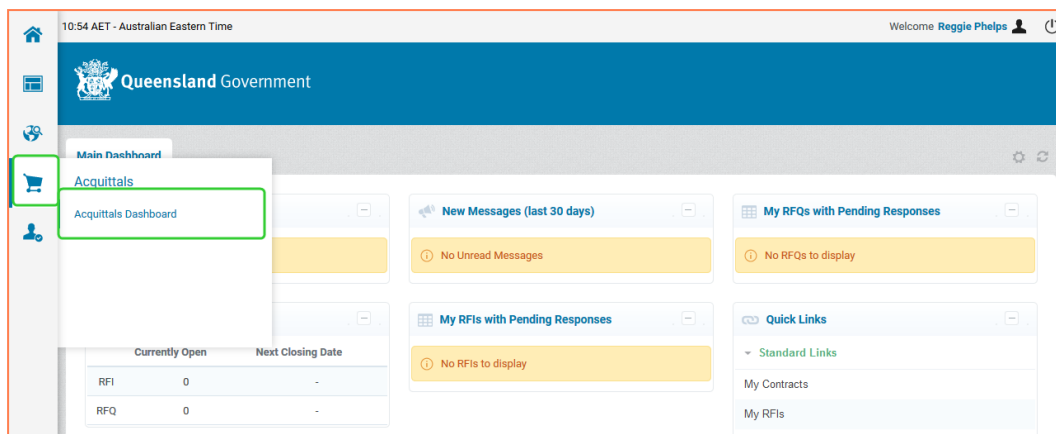 10:54 AET - Australian Eastern Time
Welcome Reggie Phelps
Queensland Government
Main Dashboard
Acquittals
Acquittals Dashboard
New Messages (last 30 days)
No Unread Messages
My RFQs with Pending Responses
No RFQs to display
Currently Open Next Closing Date
RFI 0 -
RFQ 0 -
My RFIs with Pending Responses
No RFIs to display
Quick Links
Standard Links
My Contracts
My RFIs